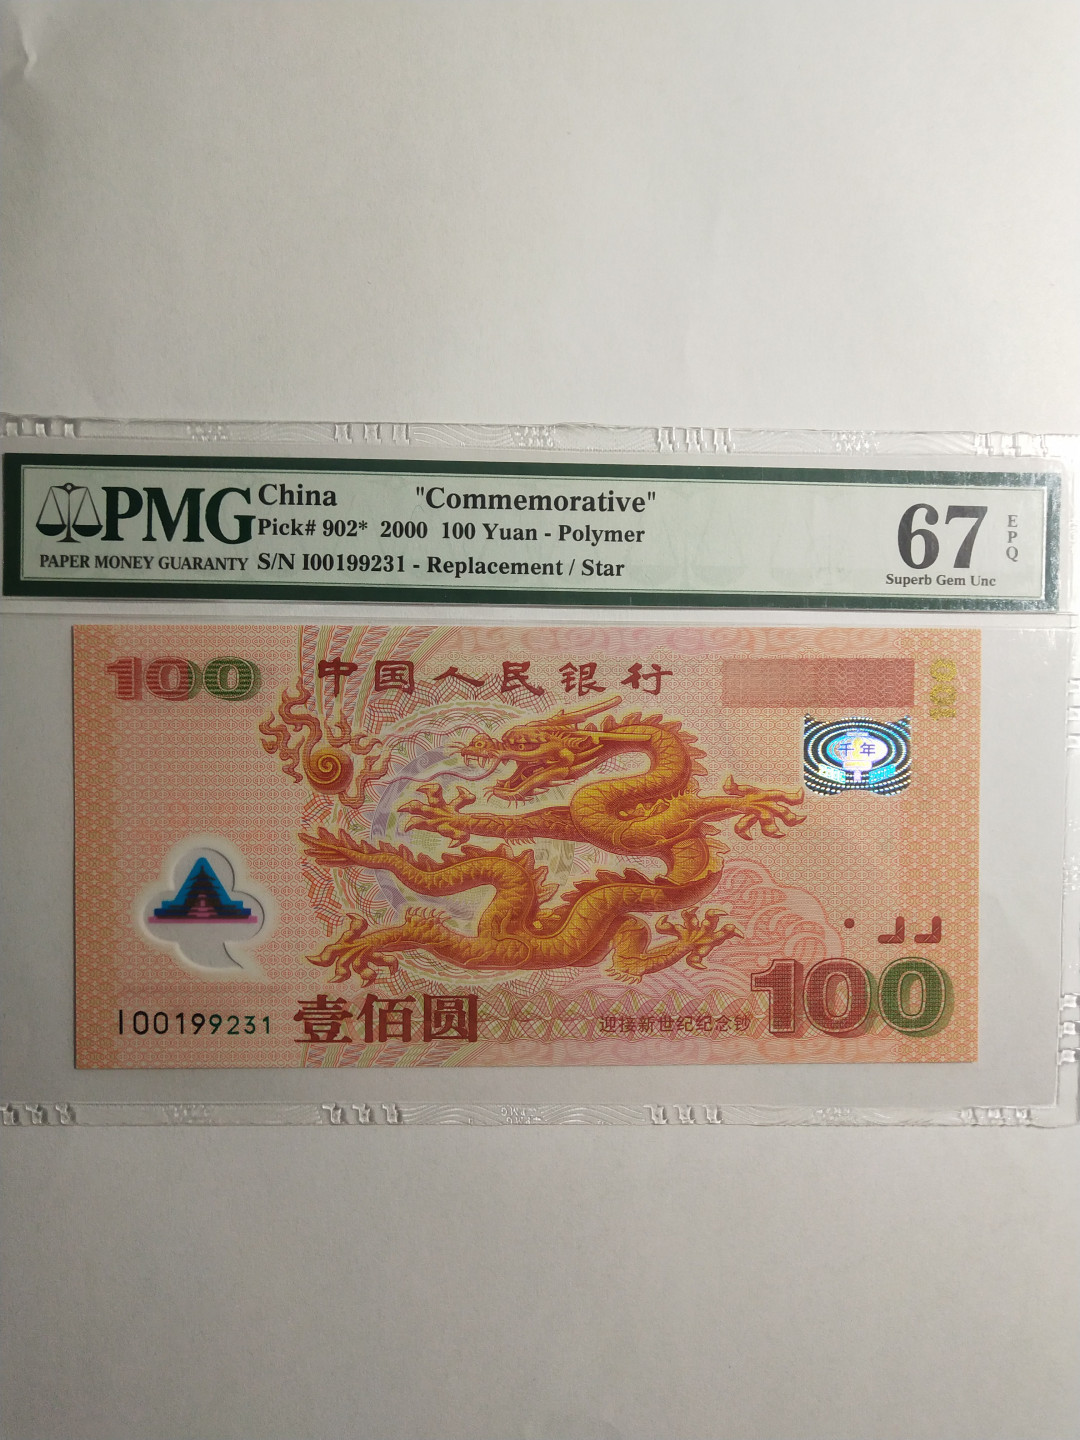 PMG
PAPER MONEY GUARANTY
China "Commemorative"
Pick# 902* 2000 100 Yuan - Polymer
S/N I00199231 - Replacement / Star
67
EPQ
Superb Gem Unc
100
中国人民银行
100
千年
I00199231
壹佰圆
迎接新世纪纪念钞
100